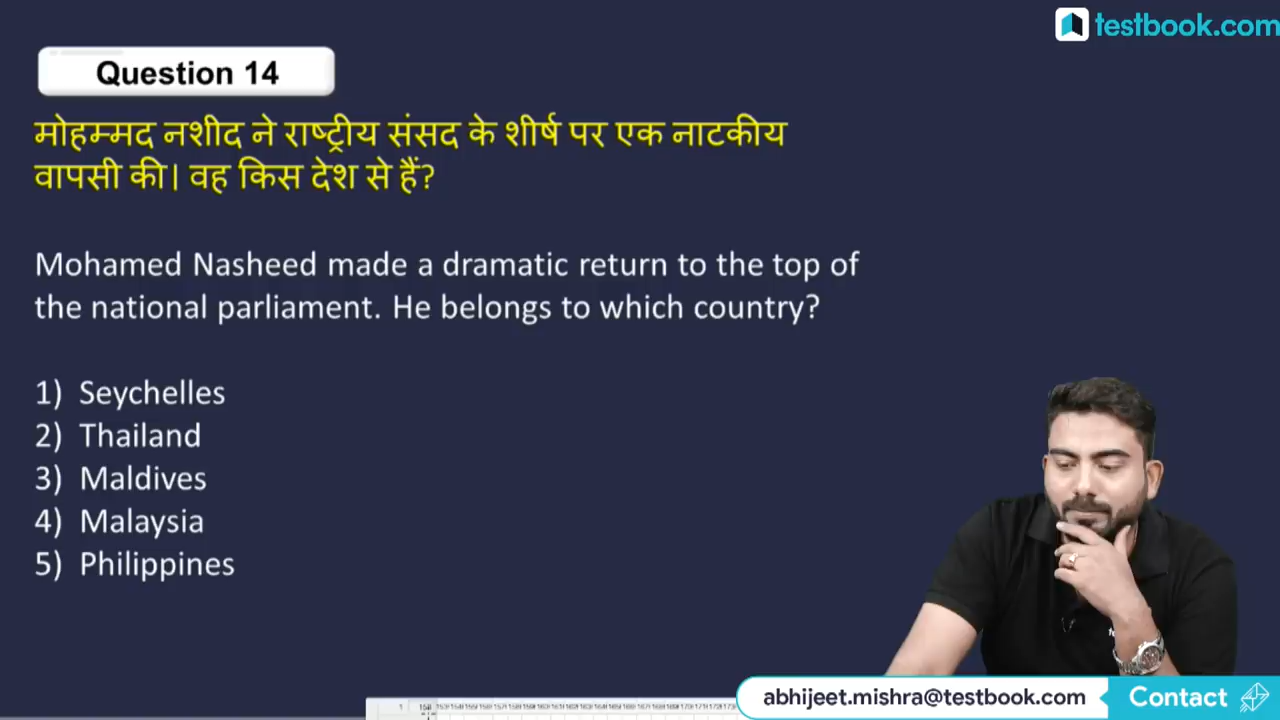 testbook.com
Question 14
मोहम्मद नशीद ने राष्ट्रीय संसद के शीर्ष पर एक नाटकीय
वापसी की। वह किस देश से हैं?
Mohamed Nasheed made a dramatic return to the top of
the national parliament. He belongs to which country?
1) Seychelles
2) Thailand
3) Maldives
4) Malaysia
5) Philippines
abhijeet.mishra@testbook.com Contact